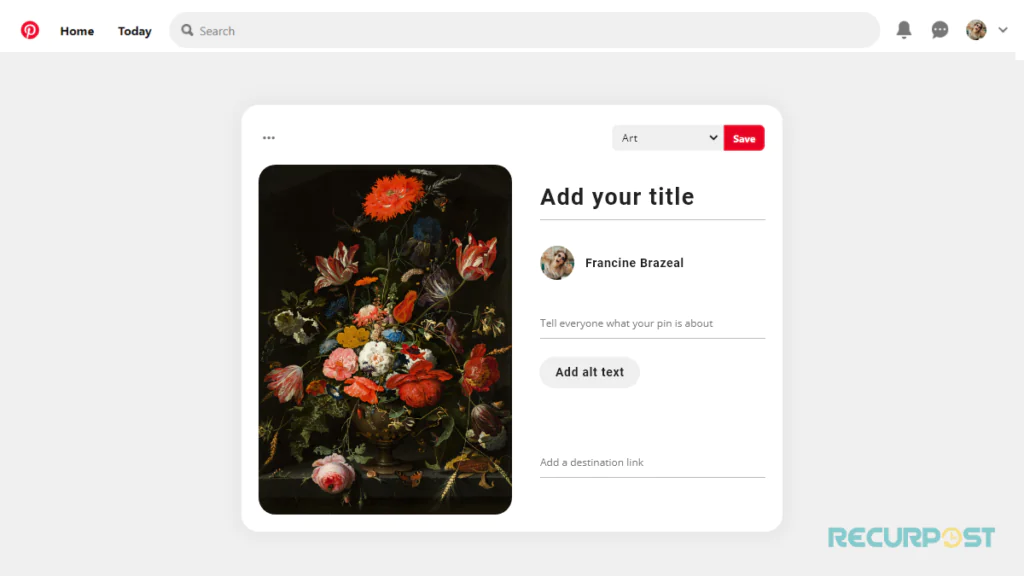 Home
Today
Search
Art
Save
Add your title
Francine Brazeal
Tell everyone what your pin is about
Add alt text
Add a destination link
RECURPOST